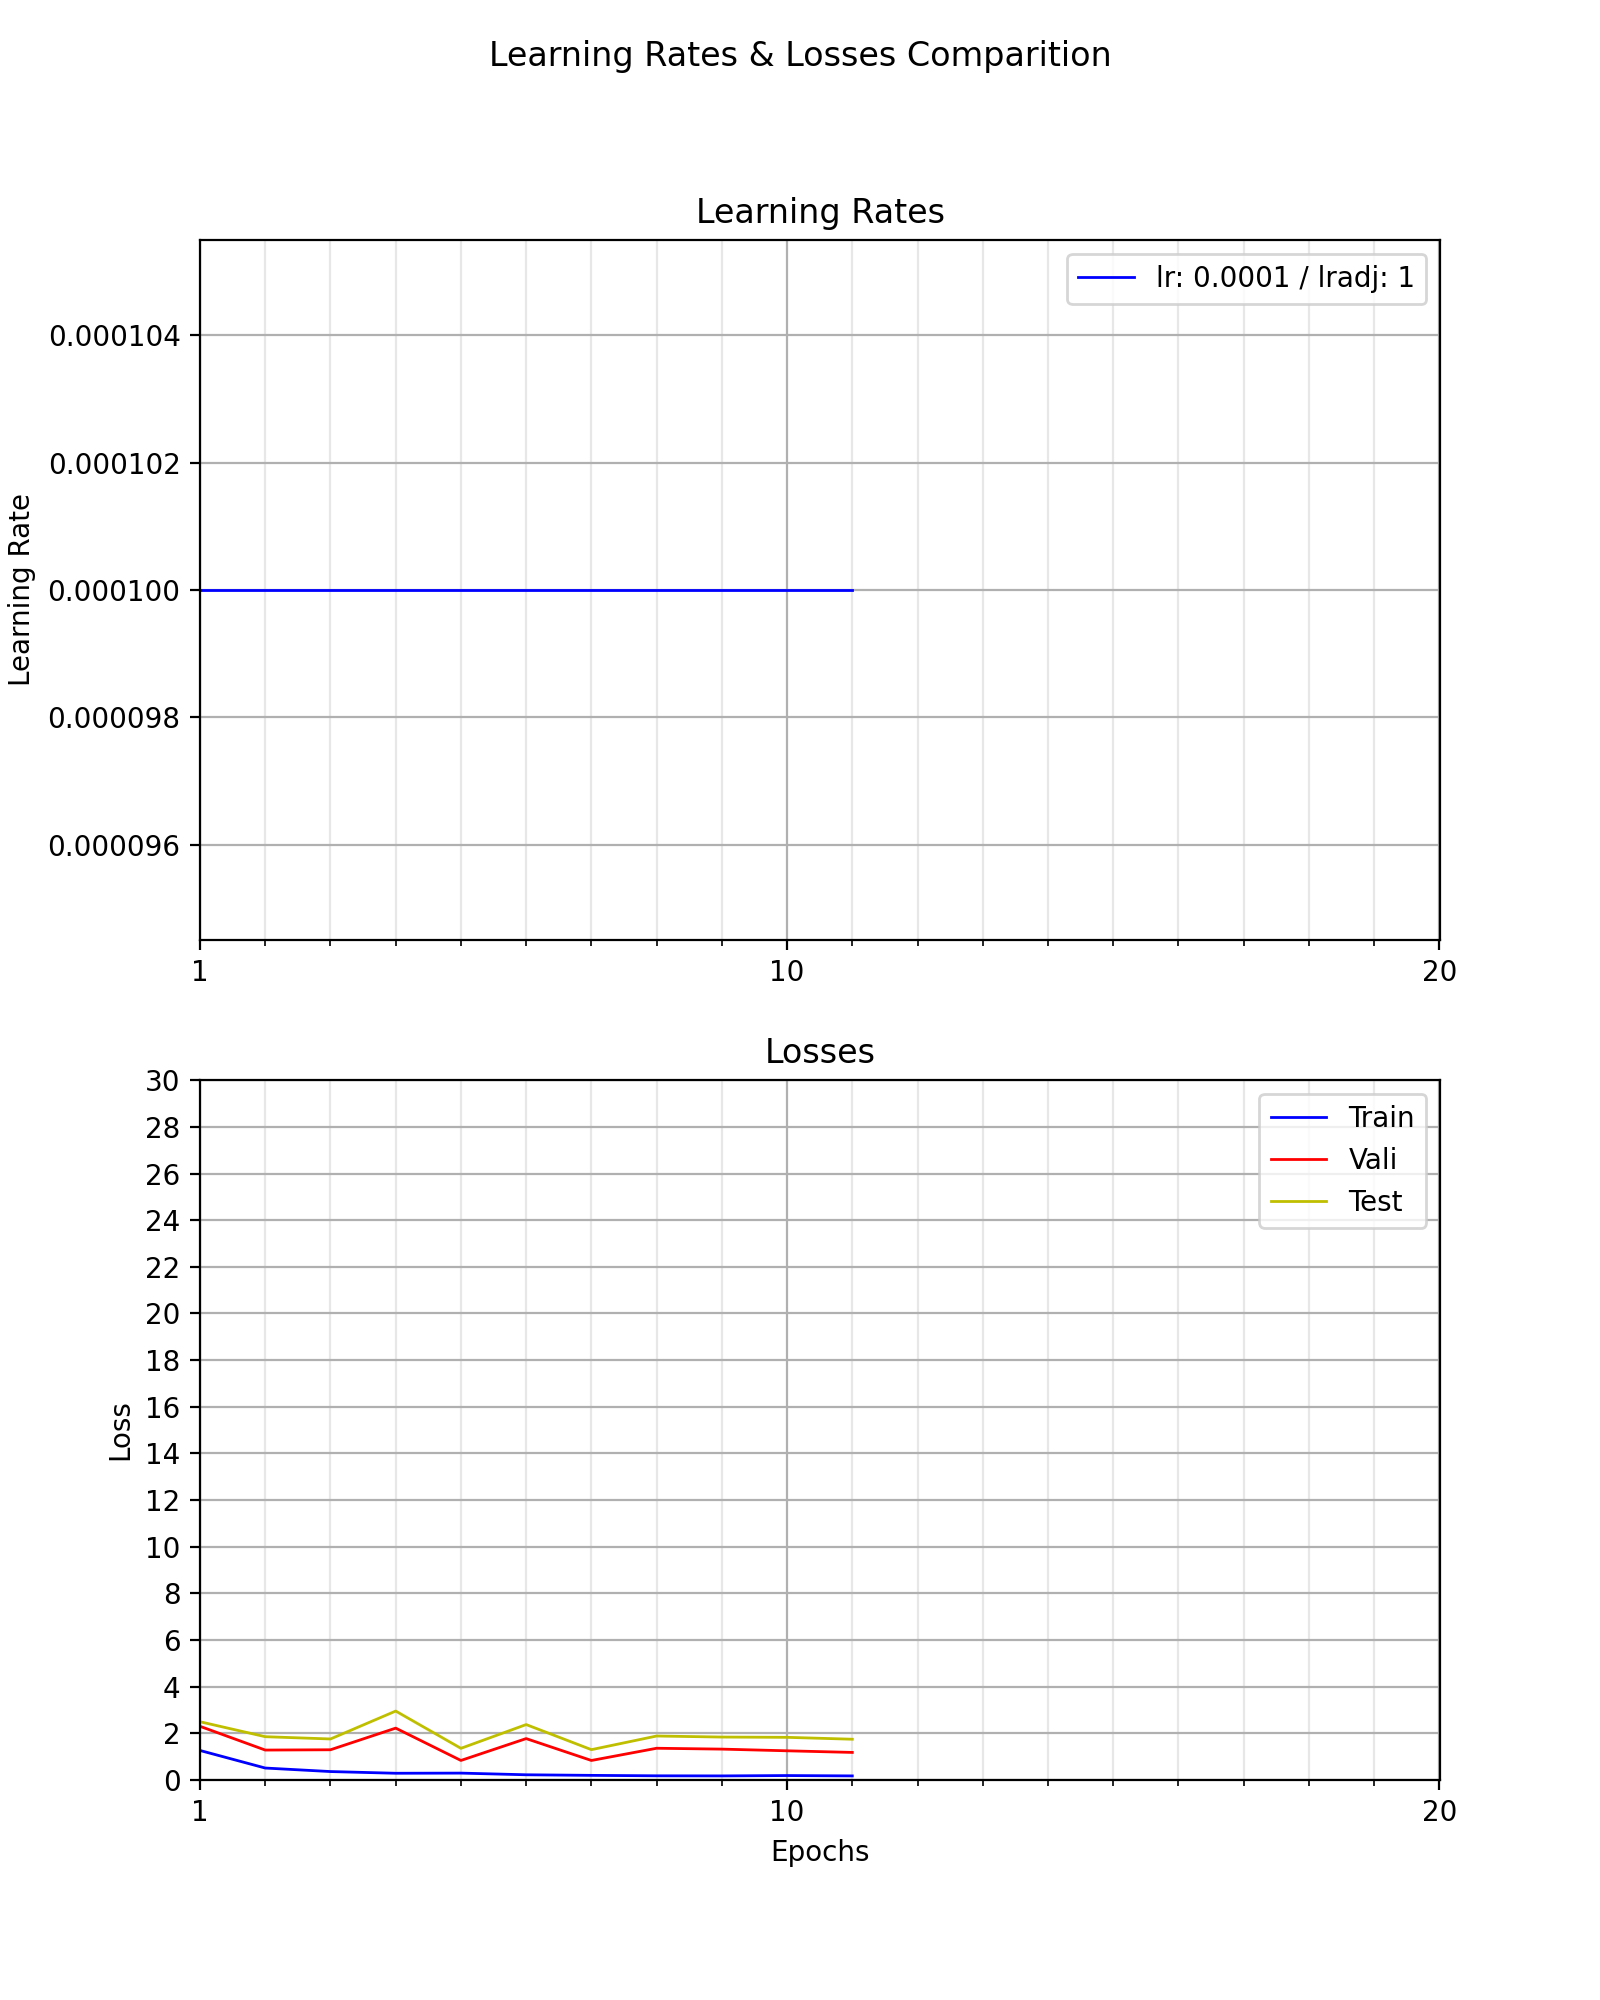 Learning Rates & Losses Comparition
Learning Rates
lr: 0.0001 / lradj: 1
0.000104
0.000102
0.000100
0.000098
0.000096
Learning Rate
1 10 20
Losses
Train
Vali
Test
30
28
26
24
22
20
18
16
14
12
10
8
6
4
2
0
Loss
1 10 20
Epochs